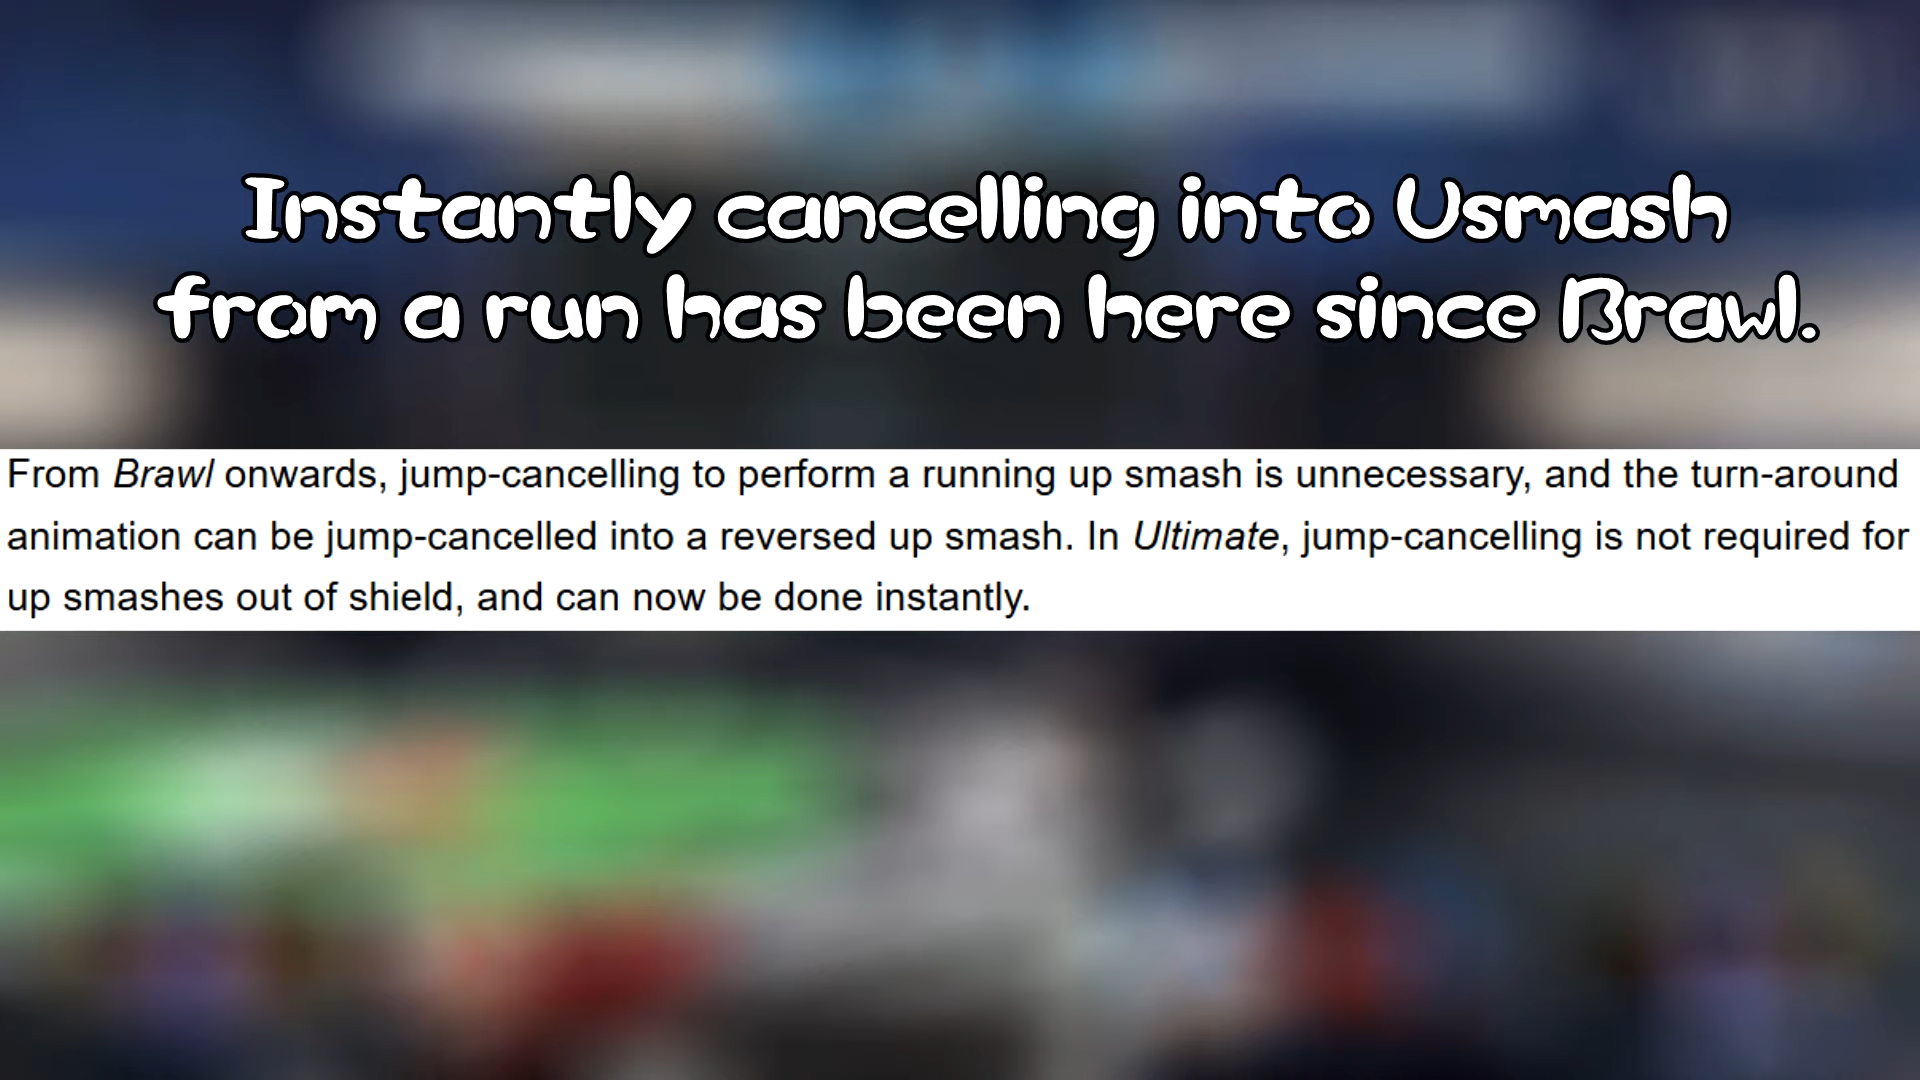 Instantly cancelling into Usmash
from a run has been here since Brawl.
From Brawl onwards, jump-cancelling to perform a running up smash is unnecessary, and the turn-around
animation can be jump-cancelled into a reversed up smash. In Ultimate, jump-cancelling is not required for
up smashes out of shield, and can now be done instantly.